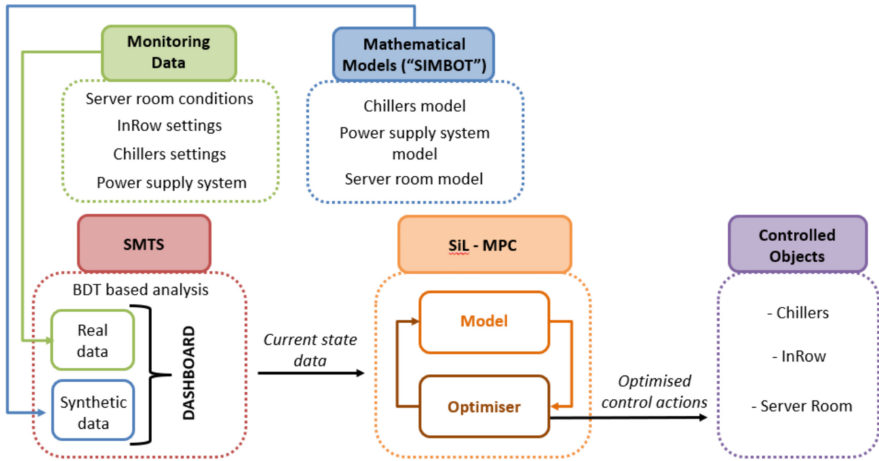 Monitoring
Data
Server room conditions
InRow settings
Chillers settings
Power supply system
Mathematical
Models (“SIMBOT”)
Chillers model
Power supply system
model
Server room model
SMTS
BDT based analysis
Real
data
Synthetic
data
DASHBOARD
Current state
data
SiL - MPC
Model
Optimiser
Optimised
control actions
Controlled
Objects
- Chillers
- InRow
- Server Room